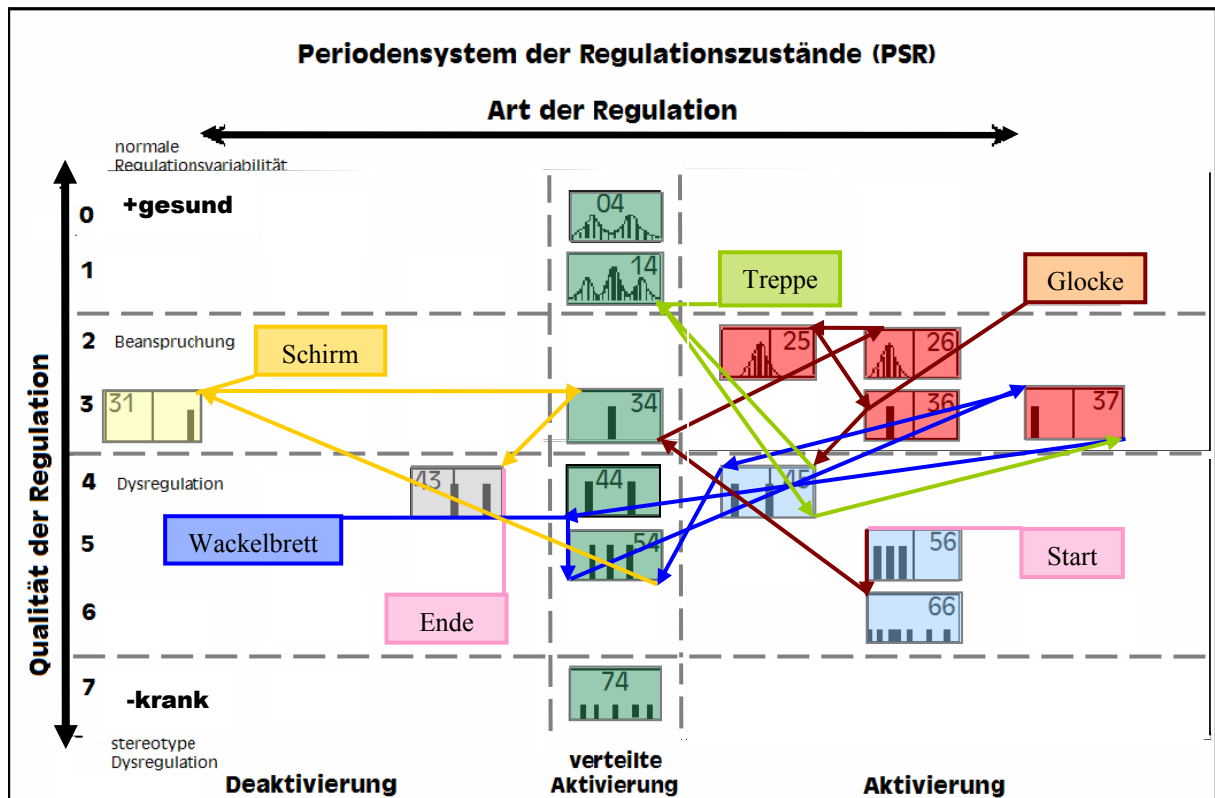 Periodensystem der Regulationszustände (PSR)
Art der Regulation
normale
Regulationsvariabilität
Qualität der Regulation
0
+gesund
04
1
14
Treppe
Glocke
2
Beanspruchung
Schirm
25
26
3
31
34
36
37
4
Dysregulation
43
44
45
Wackelbrett
5
54
56
Start
6
Ende
66
7
-krank
74
stereotype
Dysregulation
Deaktivierung
verteilte
Aktivierung
Aktivierung